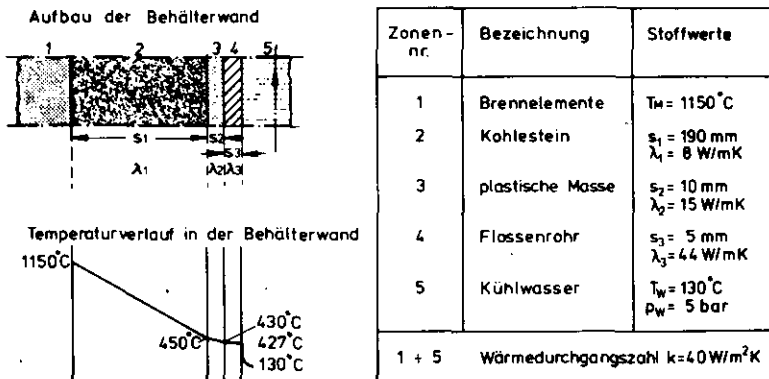 Aufbau der Behälterwand
1 2 3 4 5
s1 s2
s3
λ1 λ2 λ3
Temperaturverlauf in der Behälterwand
1150°C
450°C
430°C
427°C
130°C
Zonen- Bezeichnung Stoffwerte
nr.
1 Brennelemente TM = 1150°C
2 Kohlestein s1 = 190 mm
λ1 = 8 W/mK
3 plastische Masse s2 = 10 mm
λ2 = 15 W/mK
4 Flossenrohr s3 = 5 mm
λ3 = 44 W/mK
5 Kühlwasser TW = 130°C
pW = 5 bar
1 + 5 Wärmedurchgangszahl k=40W/m²K